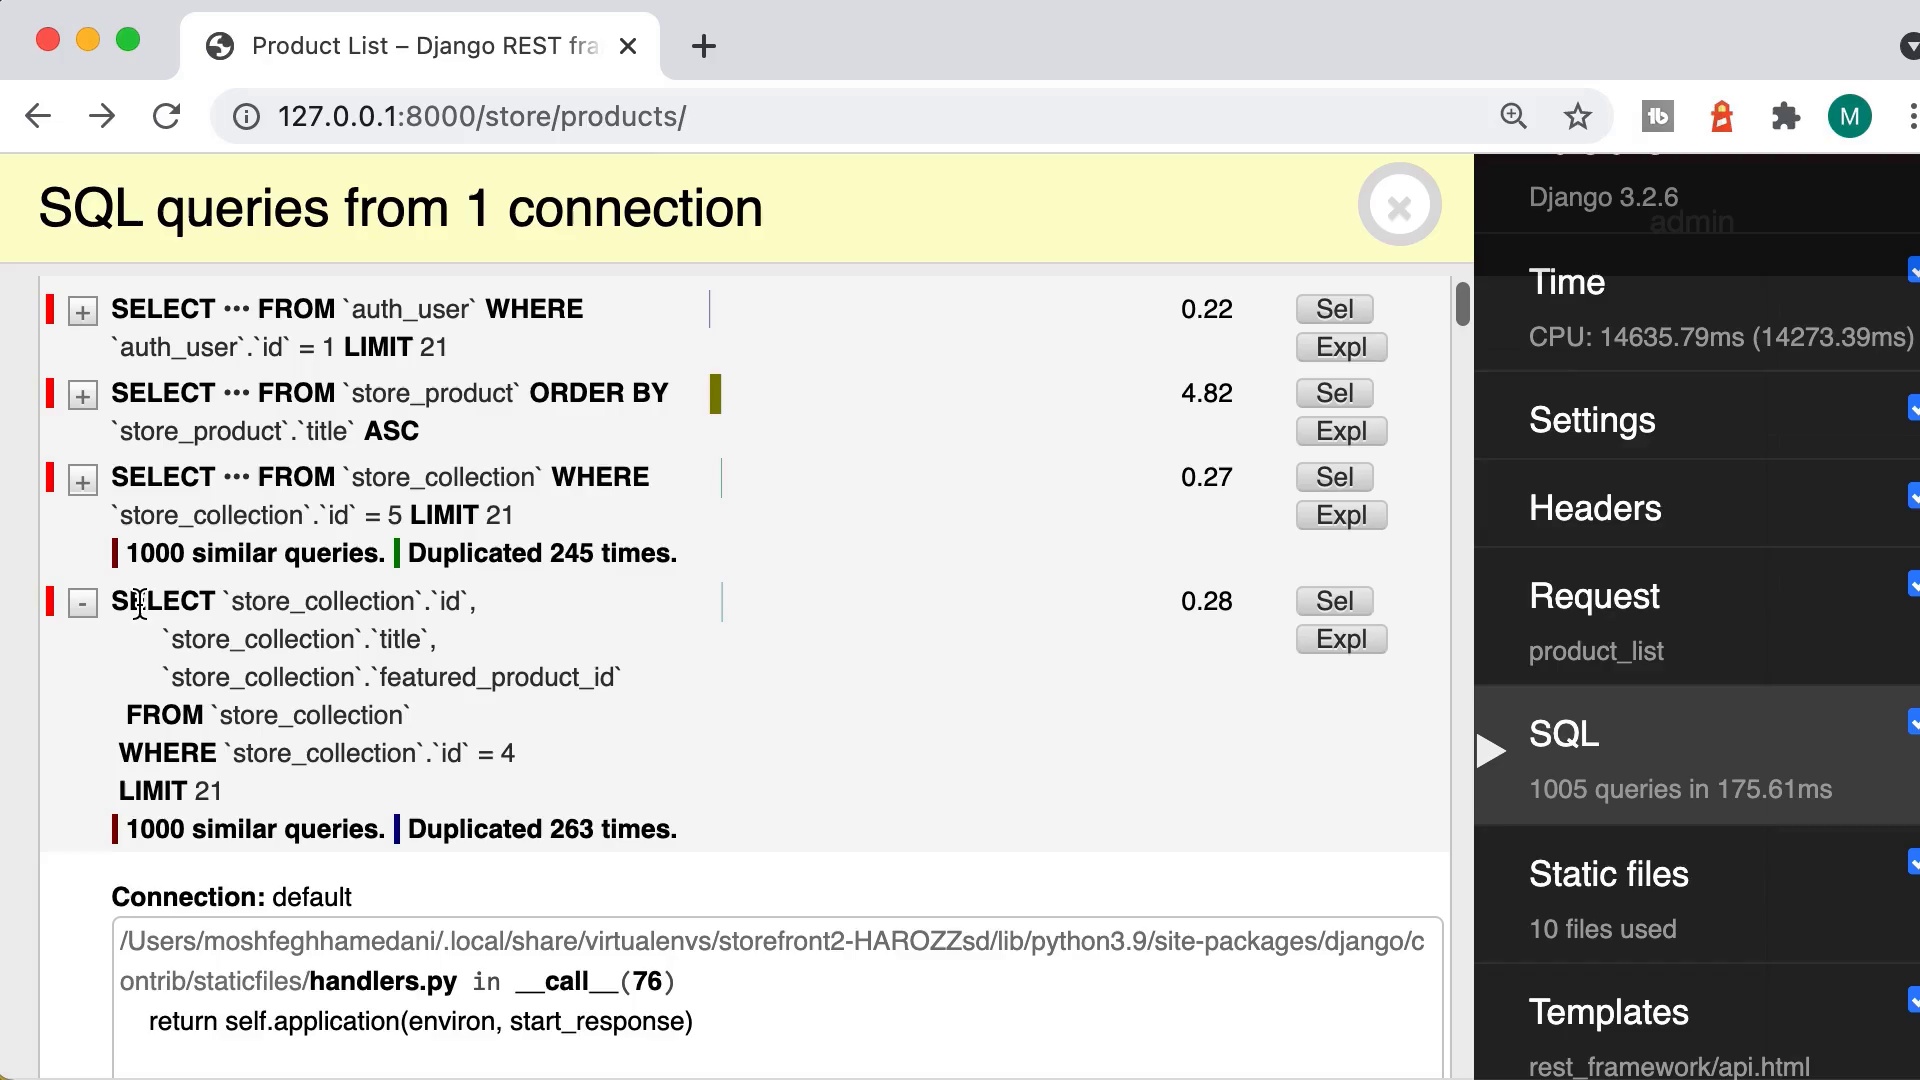 Product List – Django REST fra
127.0.0.1:8000/store/products/
M
SQL queries from 1 connection
+ SELECT ••• FROM `auth_user` WHERE 0.22 Sel
`auth_user`.`id` = 1 LIMIT 21 Expl
+ SELECT ••• FROM `store_product` ORDER BY 4.82 Sel
`store_product`.`title` ASC Expl
+ SELECT ••• FROM `store_collection` WHERE 0.27 Sel
`store_collection`.`id` = 5 LIMIT 21 Expl
1000 similar queries. Duplicated 245 times.
- SELECT `store_collection`.`id`, 0.28 Sel
`store_collection`.`title`, Expl
`store_collection`.`featured_product_id`
FROM `store_collection`
WHERE `store_collection`.`id` = 4
LIMIT 21
1000 similar queries. Duplicated 263 times.
Connection: default
/Users/moshfeghhamedani/.local/share/virtualenvs/storefront2-HAROZZsd/lib/python3.9/site-packages/django/c
ontrib/staticfiles/handlers.py in __call__(76)
return self.application(environ, start_response)
Django 3.2.6
admin
Time
CPU: 14635.79ms (14273.39ms)
Settings
Headers
Request
product_list
SQL
1005 queries in 175.61ms
Static files
10 files used
Templates
rest_framework/api.html